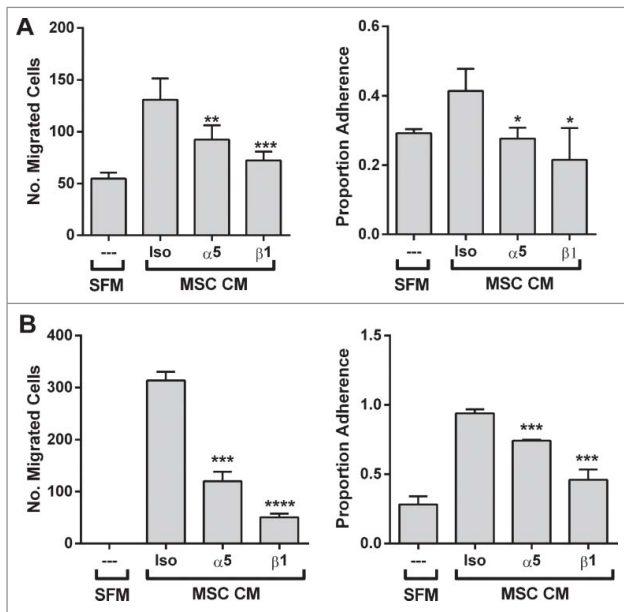 A
No. Migrated Cells
200
150
100
50
0
** ***
--- Iso α5 β1
SFM MSC CM
Proportion Adherence
0.6
0.4
0.2
0.0
* *
--- Iso α5 β1
SFM MSC CM
B
No. Migrated Cells
400
300
200
100
0
*** ****
--- Iso α5 β1
SFM MSC CM
Proportion Adherence
1.5
1.0
0.5
0.0
*** ***
--- Iso α5 β1
SFM MSC CM